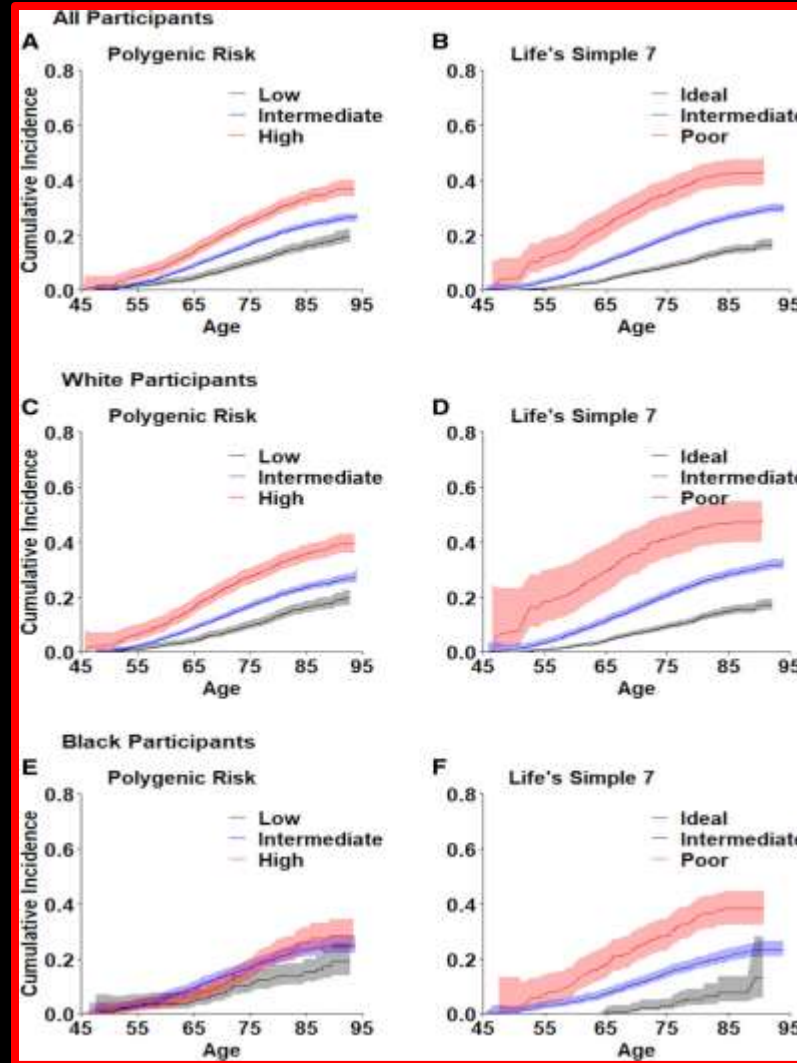 All Participants
A
Polygenic Risk
Low
Intermediate
High
Cumulative Incidence
0.8
0.6
0.4
0.2
0.0
45 55 65 75 85 95
Age
B
Life's Simple 7
Ideal
Intermediate
Poor
0.8
0.6
0.4
0.2
0.0
45 55 65 75 85 95
Age
White Participants
C
Polygenic Risk
Low
Intermediate
High
Cumulative Incidence
0.8
0.6
0.4
0.2
0.0
45 55 65 75 85 95
Age
D
Life's Simple 7
Ideal
Intermediate
Poor
0.8
0.6
0.4
0.2
0.0
45 55 65 75 85 95
Age
Black Participants
E
Polygenic Risk
Low
Intermediate
High
Cumulative Incidence
0.8
0.6
0.4
0.2
0.0
45 55 65 75 85 95
Age
F
Life's Simple 7
Ideal
Intermediate
Poor
0.8
0.6
0.4
0.2
0.0
45 55 65 75 85 95
Age